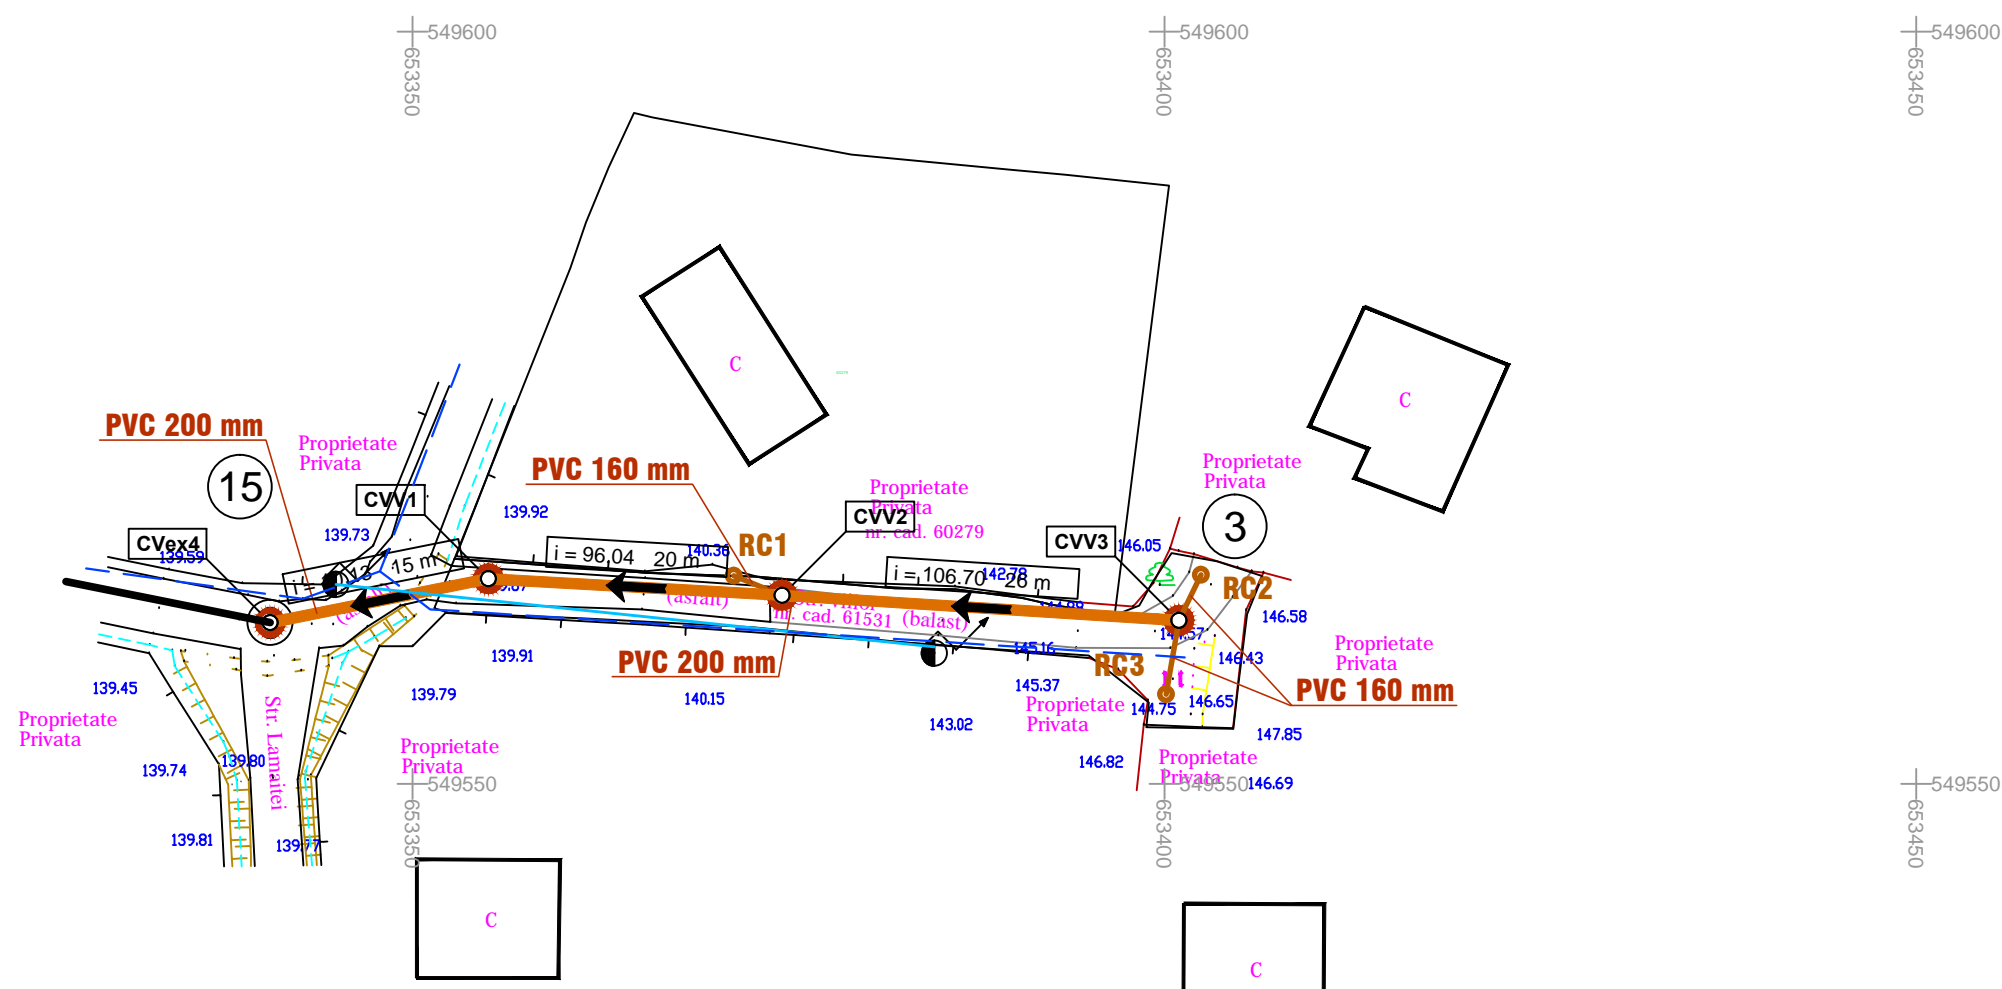 549600
549600
549600
653350
653400
653450
C
C
PVC 200 mm
Proprietate
Privata
15
CVV1
139.73
CVex4
139.59
15 m
139.92
PVC 160 mm
i = 96.04 20 m
140.36
RC1
Proprietate
Privata
nr. cad. 60279
CVV2
i = 106.70 26 m
142.78
CVV3
146.05
Proprietate
Privata
3
RC2
146.58
(asfalt)
nr. cad. 61531 (balast)
145.16
146.43
Proprietate
Privata
PVC 200 mm
RC3
PVC 160 mm
139.91
139.79
140.15
143.02
145.37
Proprietate
Privata
144.75
146.65
147.85
146.82
Proprietate
Privata
146.69
139.45
Proprietate
Privata
139.74
139.80
Str. Lamaitei
139.81
139.77
Proprietate
Privata
549550
549550
549550
653350
653400
653450
C
C